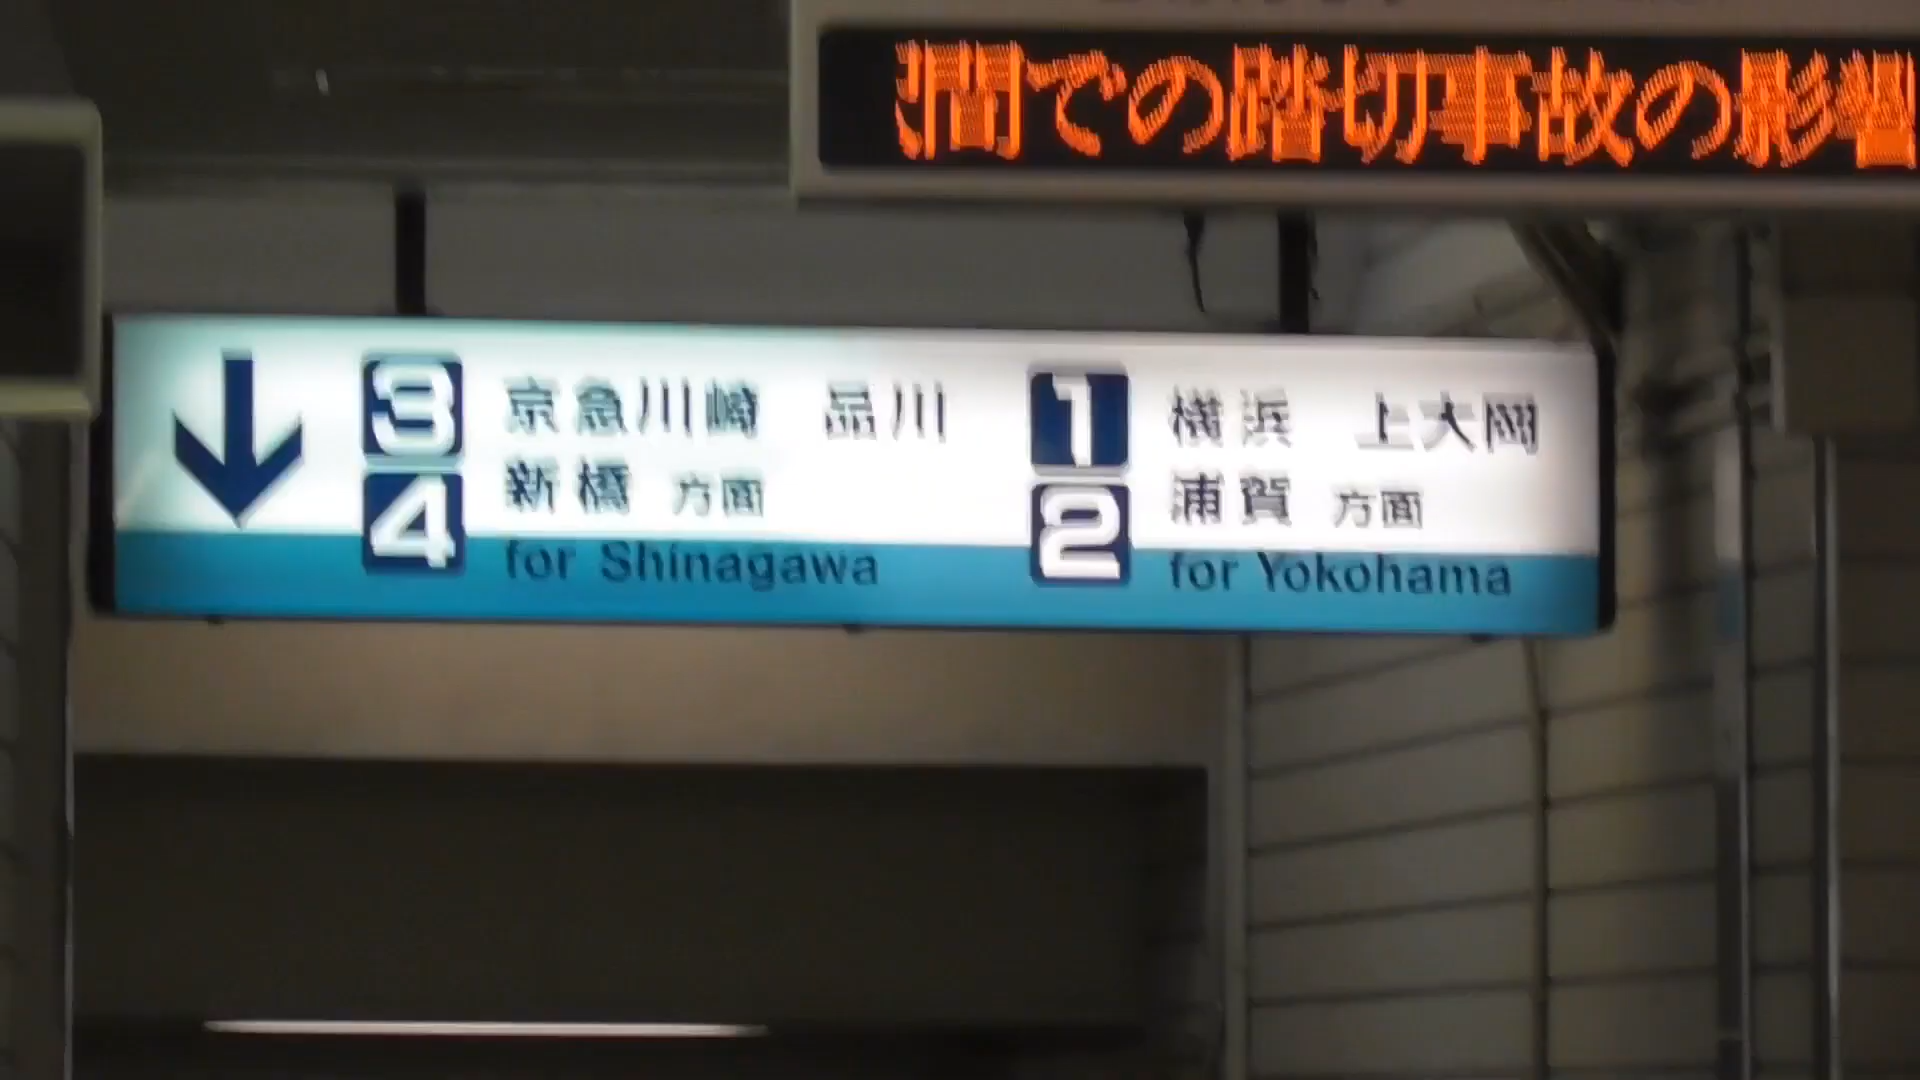 間での踏切事故の影響
3 京急川崎 品川
4 新橋 方面
for Shinagawa
1 横浜 上大岡
2 浦賀 方面
for Yokohama